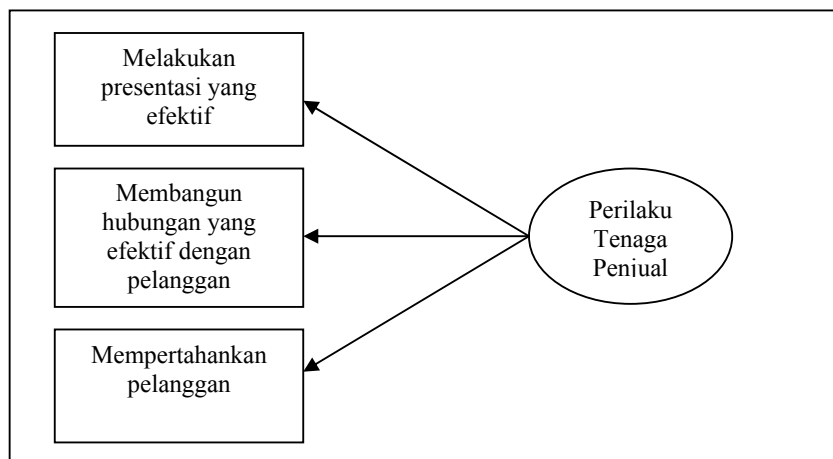 Melakukan
presentasi yang
efektif
Membangun
hubungan yang
efektif dengan
pelanggan
Mempertahankan
pelanggan
Perilaku
Tenaga
Penjual